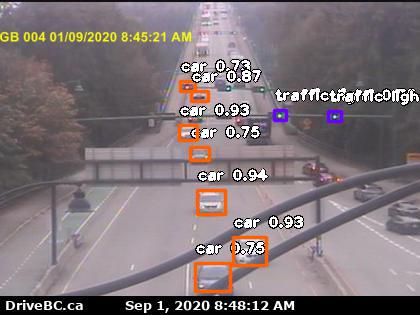 GB 004 01/09/2020 8:45:21 AM
car 0.73
car 0.87
car 0.93
car 0.75
car 0.94
car 0.93
car 0.75
DriveBC.ca Sep 1, 2020 8:48:12 AM